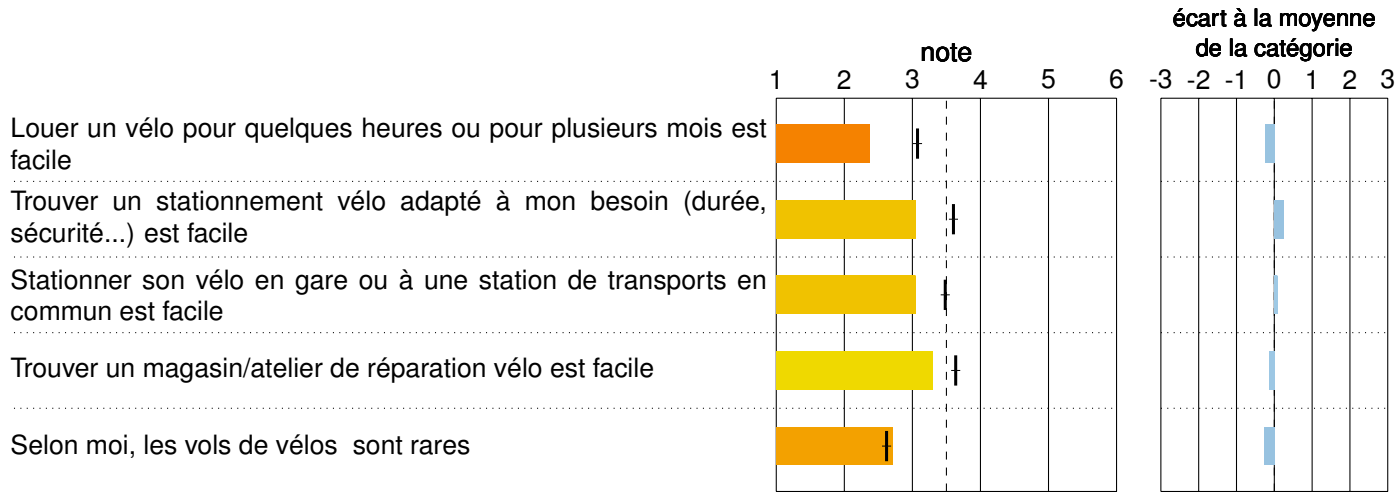 écart à la moyenne
de la catégorie
note
1 2 3 4 5 6
-3 -2 -1 0 1 2 3
Louer un vélo pour quelques heures ou pour plusieurs mois est
facile
Trouver un stationnement vélo adapté à mon besoin (durée,
sécurité...) est facile
Stationner son vélo en gare ou à une station de transports en
commun est facile
Trouver un magasin/atelier de réparation vélo est facile
Selon moi, les vols de vélos sont rares